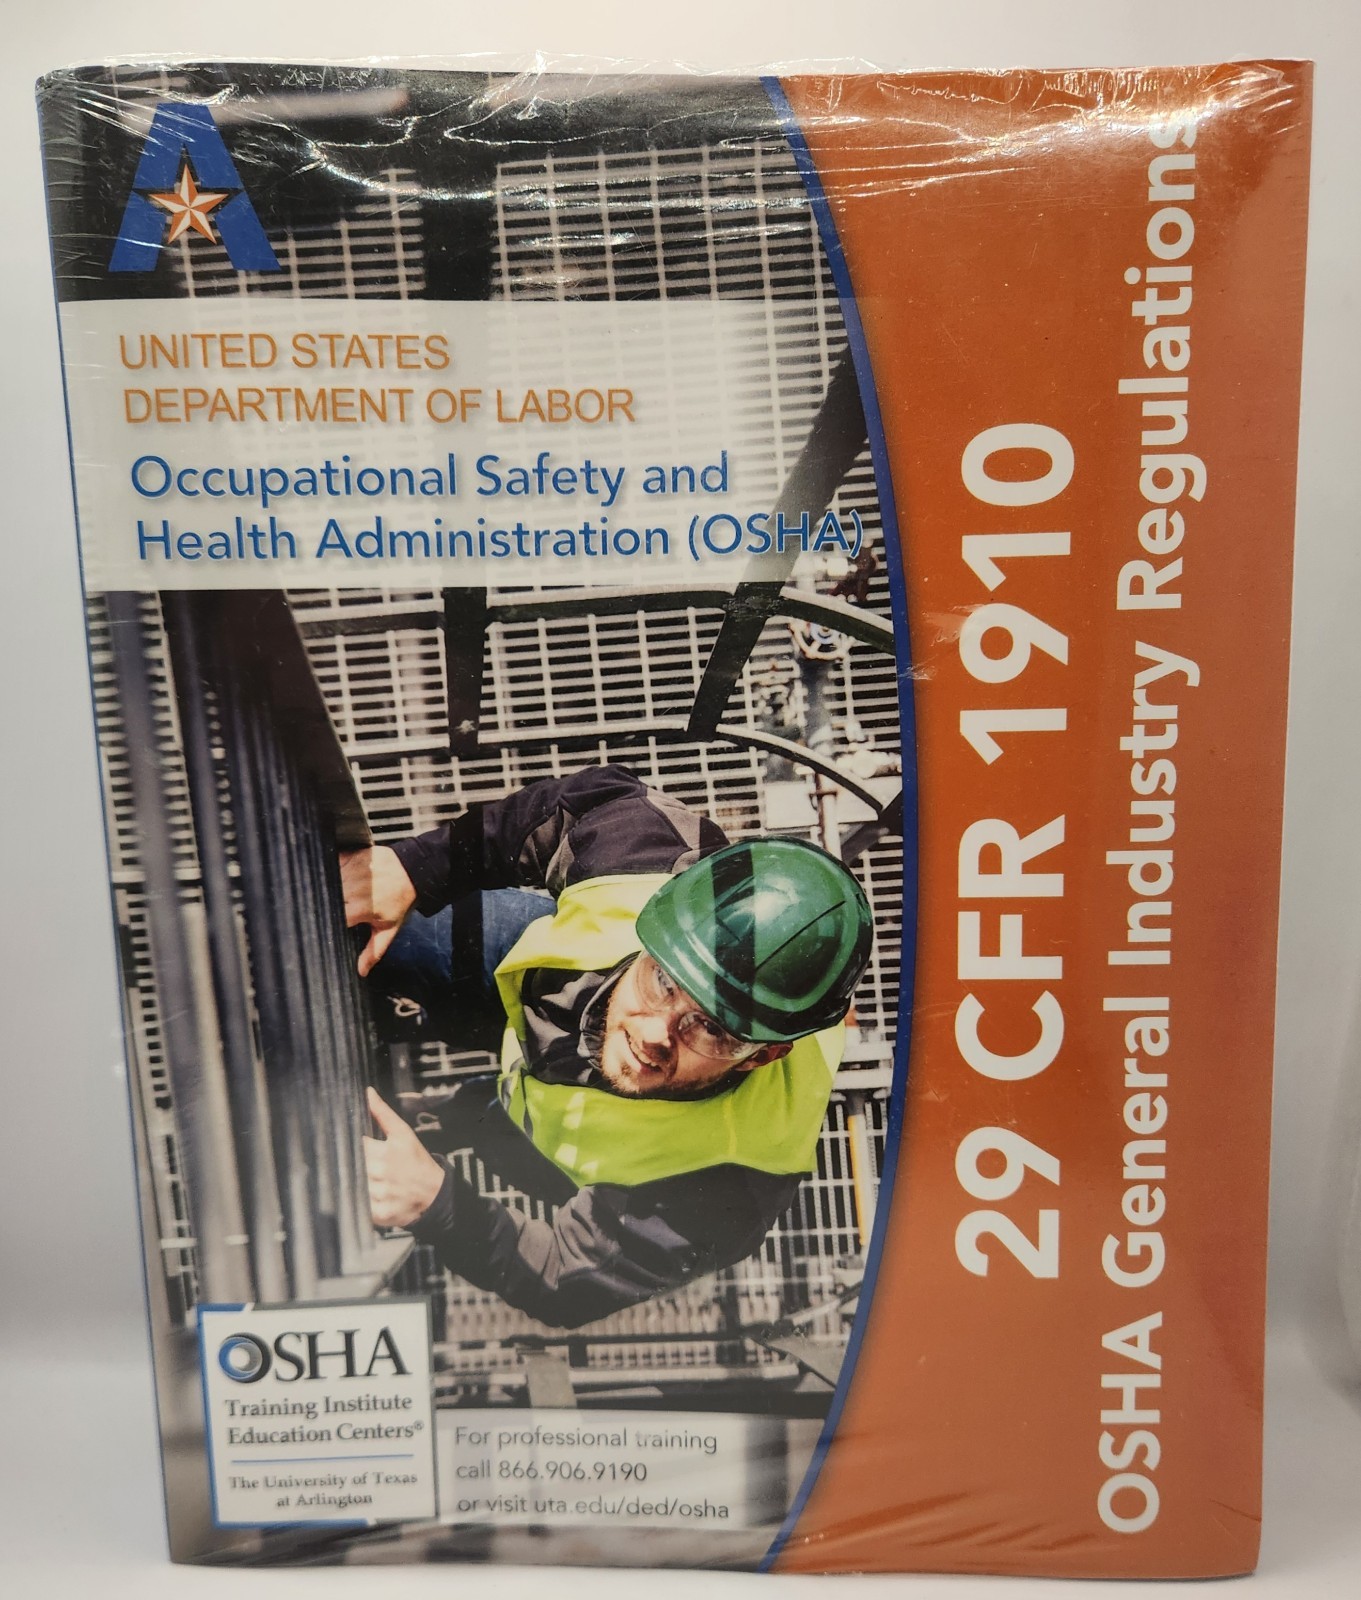 UNITED STATES
DEPARTMENT OF LABOR
Occupational Safety and
Health Administration (OSHA)
29 CFR 1910
OSHA General Industry Regulations
OSHA
Training Institute
Education Centers®
The University of Texas
at Arlington
For professional training
call 866.906.9190
or visit uta.edu/ded/osha